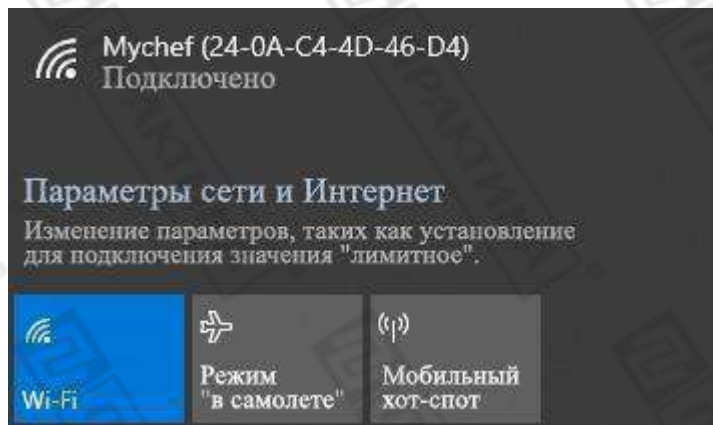 Mychef (24-0A-C4-4D-46-D4)
Подключено
Параметры сети и Интернет
Изменение параметров, таких как установление
для подключения значения "лимитное".
Wi-Fi
Режим
"в самолете"
Мобильный
хот-спот